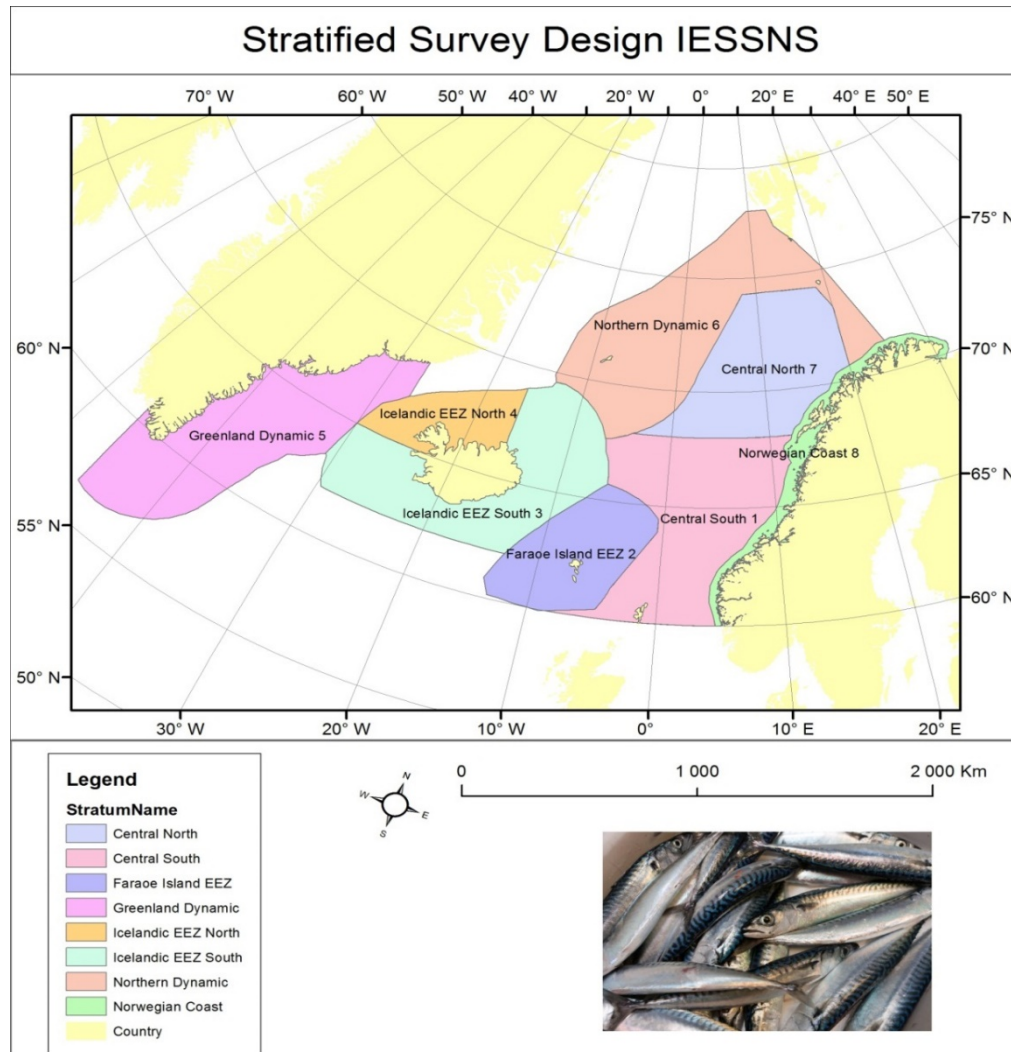 Stratified Survey Design IESSNS
70° W 60° W 50° W 40° W 20° W 0° 20° E 40° E 50° E
75° N
Northern Dynamic 6
60° N
70° N
Central North 7
Icelandic EEZ North 4
Greenland Dynamic 5
Norwegian Coast 8
65° N
Icelandic EEZ South 3
Central South 1
55° N
Faraoe Island EEZ 2
60° N
50° N
30° W 20° W 10° W 0° 10° E 20° E
Legend
StratumName
Central North
Central South
Faraoe Island EEZ
Greenland Dynamic
Icelandic EEZ North
Icelandic EEZ South
Northern Dynamic
Norwegian Coast
Country
N
W
E
S
0 1 000 2 000 Km